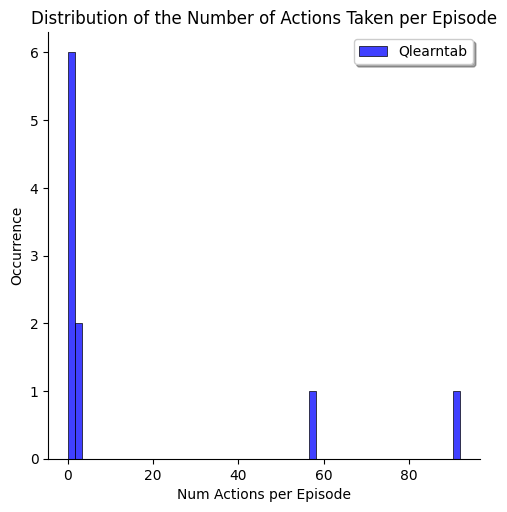 Distribution of the Number of Actions Taken per Episode
Qlearntab
6
5
4
3
2
1
0
Occurrence
0 20 40 60 80
Num Actions per Episode